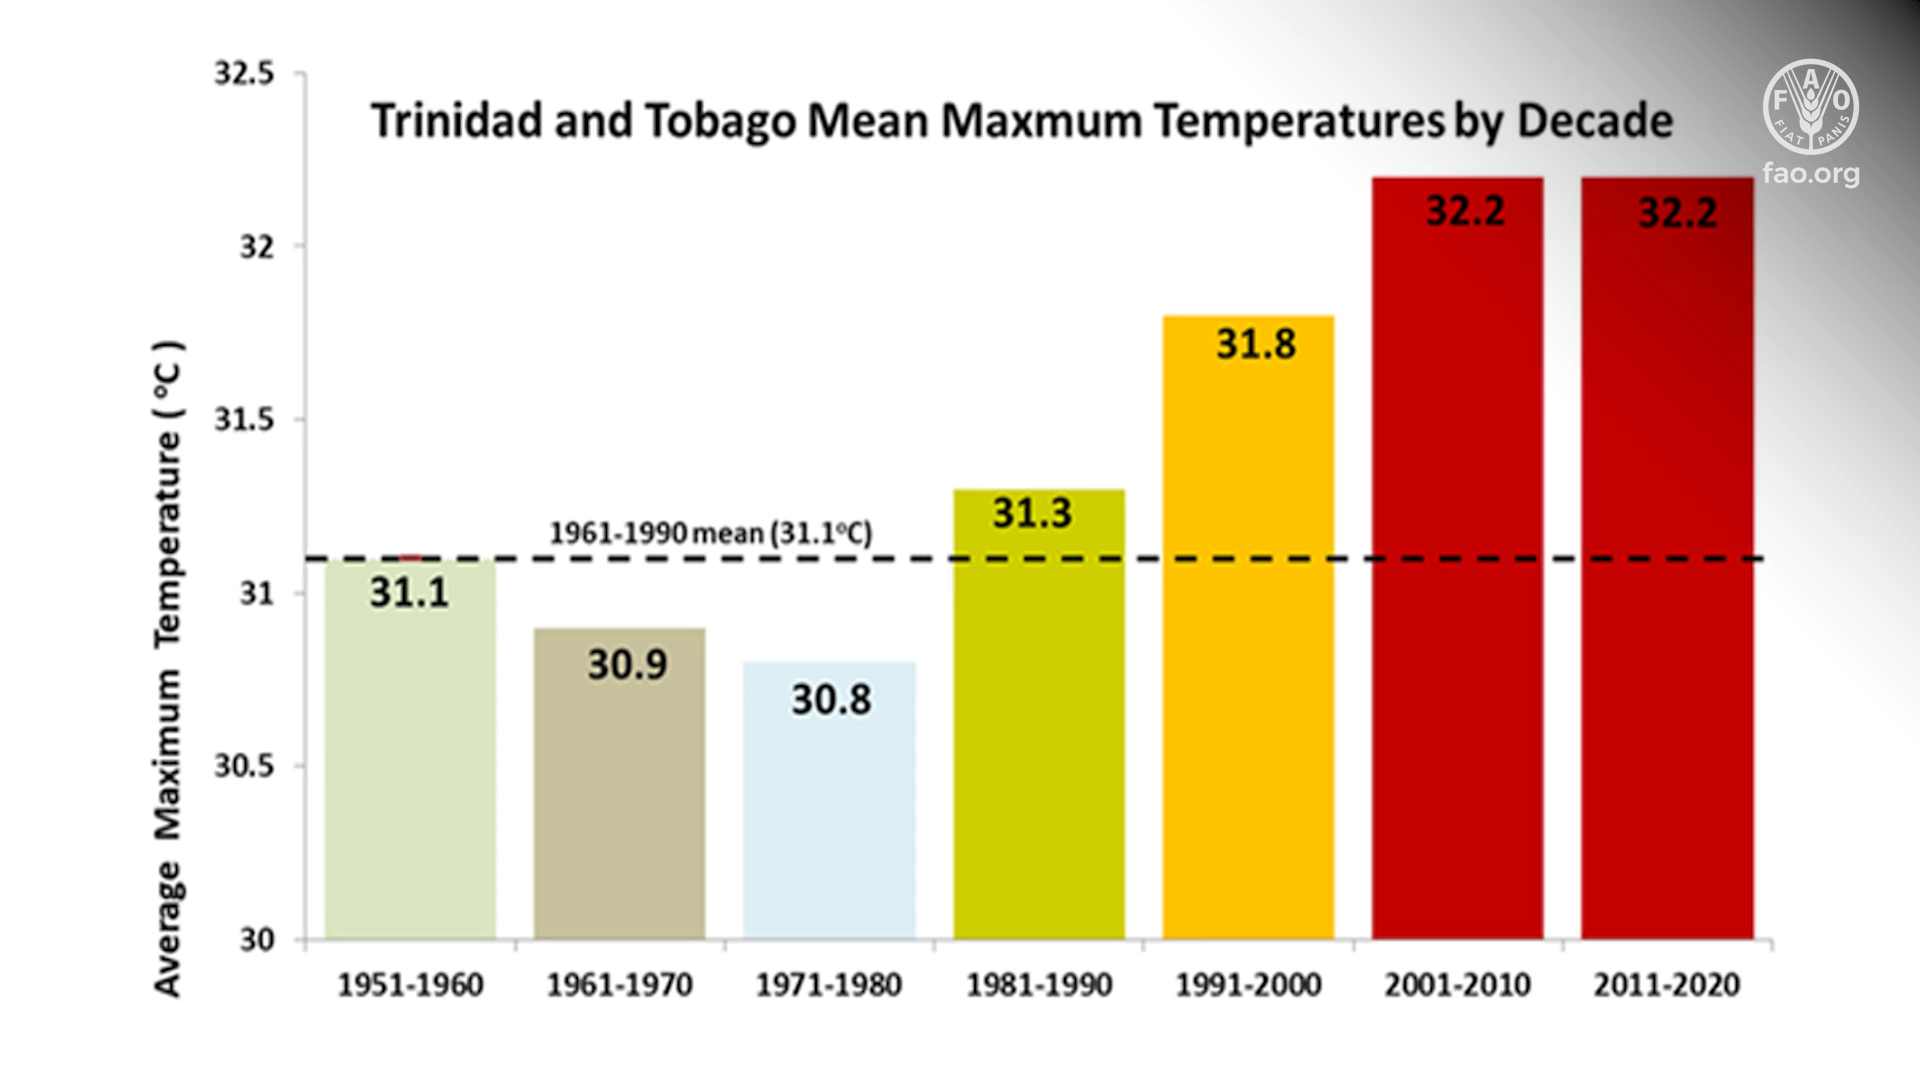 32.5
Trinidad and Tobago Mean Maxmum Temperatures by Decade
FAO
FIAT PANIS
fao.org
32.2
32.2
32
31.8
31.5
31.3
1961-1990 mean (31.1°C)
31.1
31
30.9
30.8
30.5
30
Average Maximum Temperature ( °C )
1951-1960 1961-1970 1971-1980 1981-1990 1991-2000 2001-2010 2011-2020